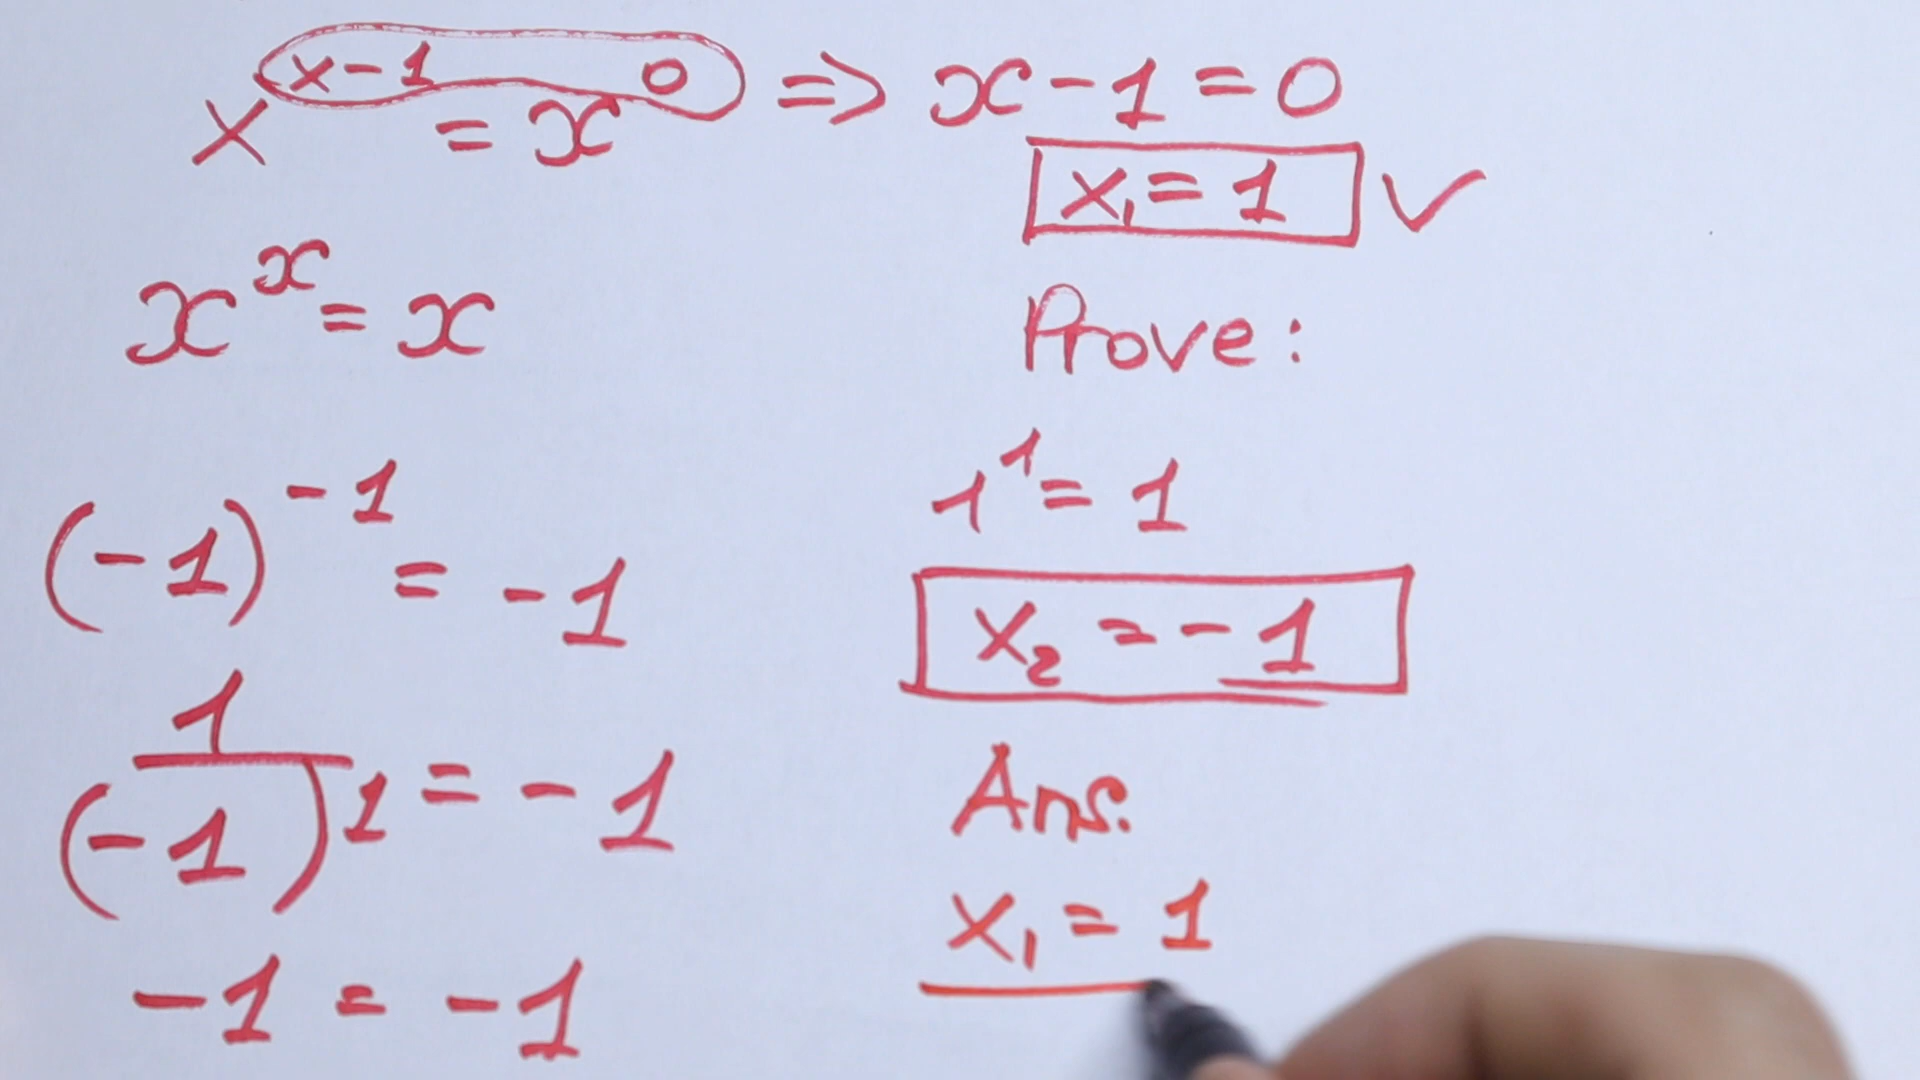 x^(x-1) = x^0 => x-1=0
x₁=1 ✓
x^x = x
Prove:
(-1)^(-1) = -1
1^1 = 1
x₂ = -1
1/(-1)^1 = -1
Ans.
x₁ = 1
-1 = -1